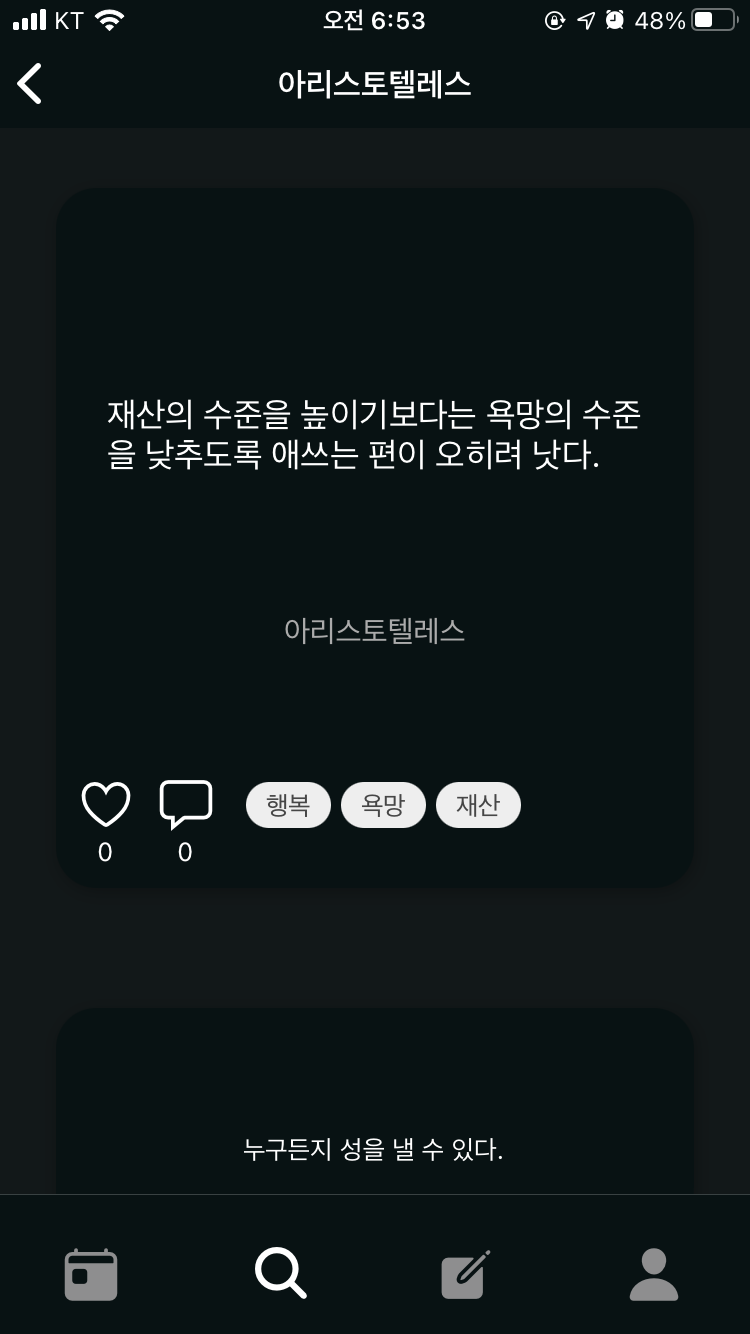 KT 오전 6:53 48%
아리스토텔레스
재산의 수준을 높이기보다는 욕망의 수준
을 낮추도록 애쓰는 편이 오히려 낫다.
아리스토텔레스
행복 욕망 재산
0 0
누구든지 성을 낼 수 있다.